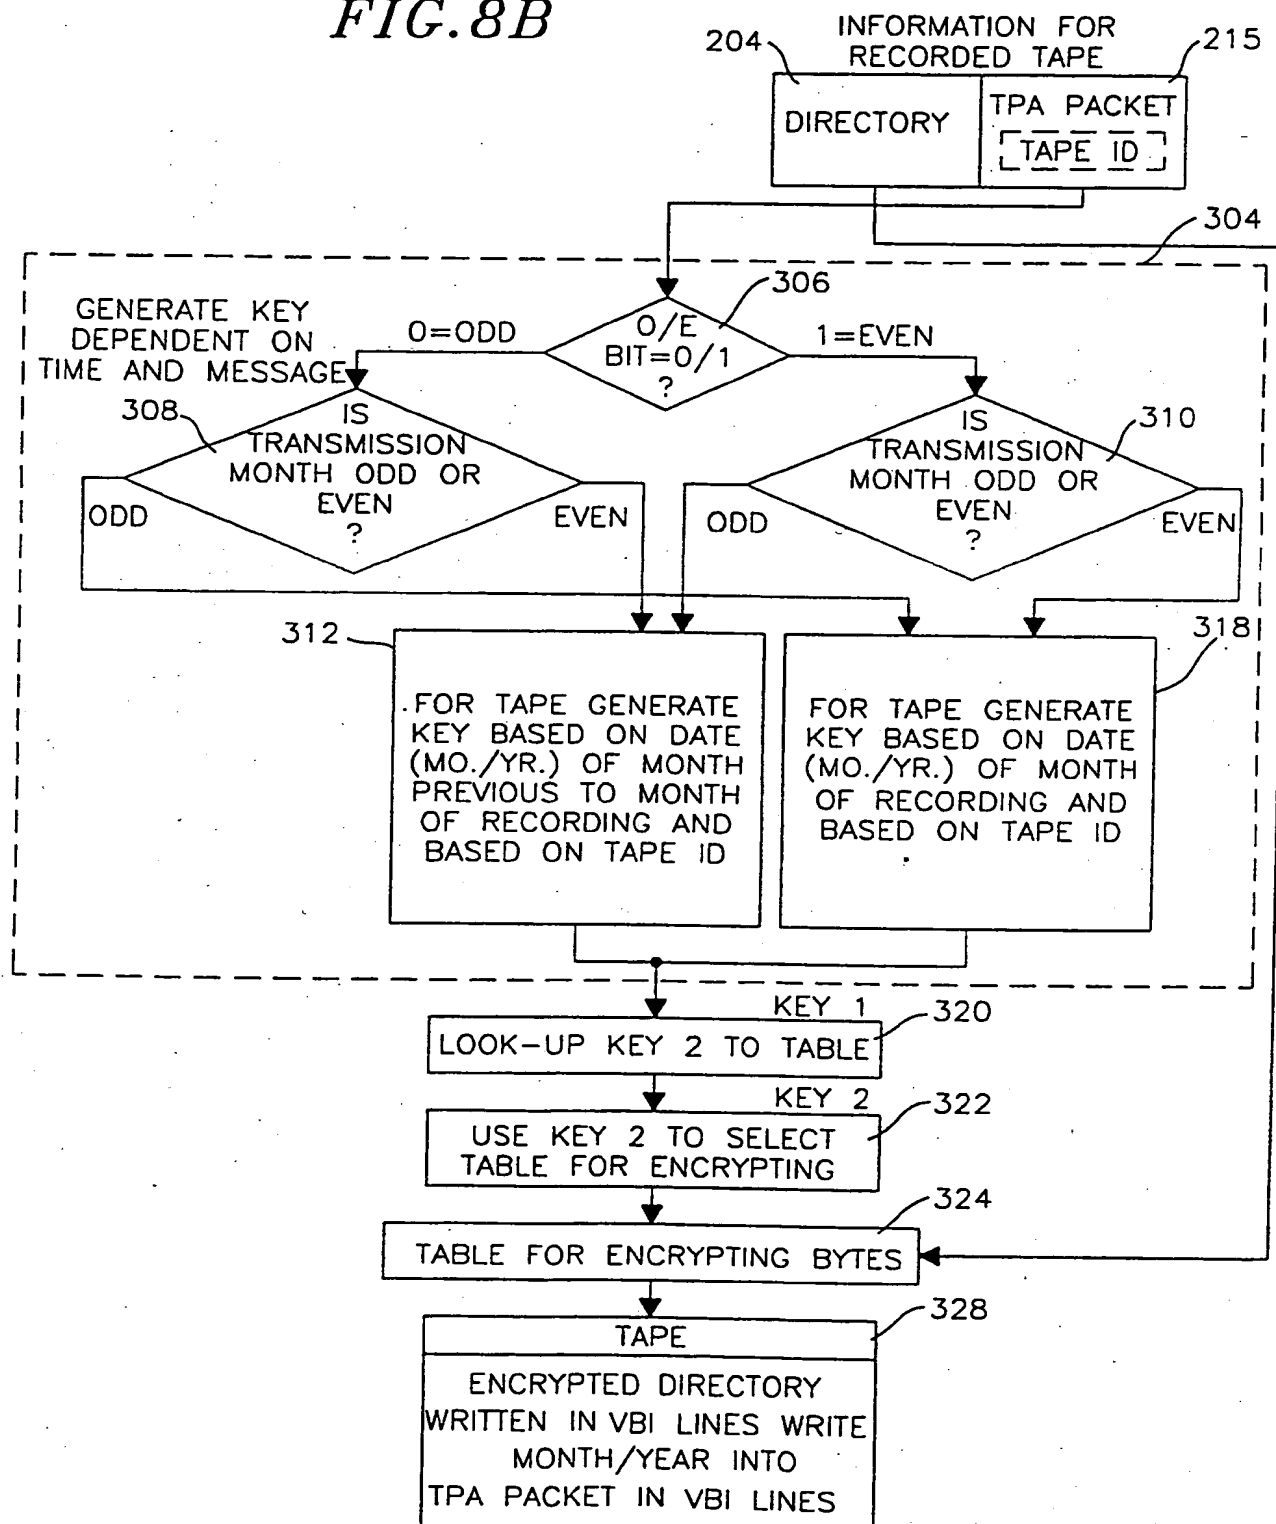 FIG. 8B
INFORMATION FOR
RECORDED TAPE
204
215
DIRECTORY
TPA PACKET
TAPE ID
304
306
GENERATE KEY
DEPENDENT ON
TIME AND MESSAGE
0=ODD
O/E
BIT=0/1
?
1=EVEN
308
IS
TRANSMISSION
MONTH ODD OR
EVEN
?
ODD
EVEN
310
IS
TRANSMISSION
MONTH ODD OR
EVEN
?
ODD
EVEN
312
FOR TAPE GENERATE
KEY BASED ON DATE
(MO./YR.) OF MONTH
PREVIOUS TO MONTH
OF RECORDING AND
BASED ON TAPE ID
318
FOR TAPE GENERATE
KEY BASED ON DATE
(MO./YR.) OF MONTH
OF RECORDING AND
BASED ON TAPE ID
KEY 1
320
LOOK-UP KEY 2 TO TABLE
KEY 2
322
USE KEY 2 TO SELECT
TABLE FOR ENCRYPTING
324
TABLE FOR ENCRYPTING BYTES
328
TAPE
ENCRYPTED DIRECTORY
WRITTEN IN VBI LINES WRITE
MONTH/YEAR INTO
TPA PACKET IN VBI LINES